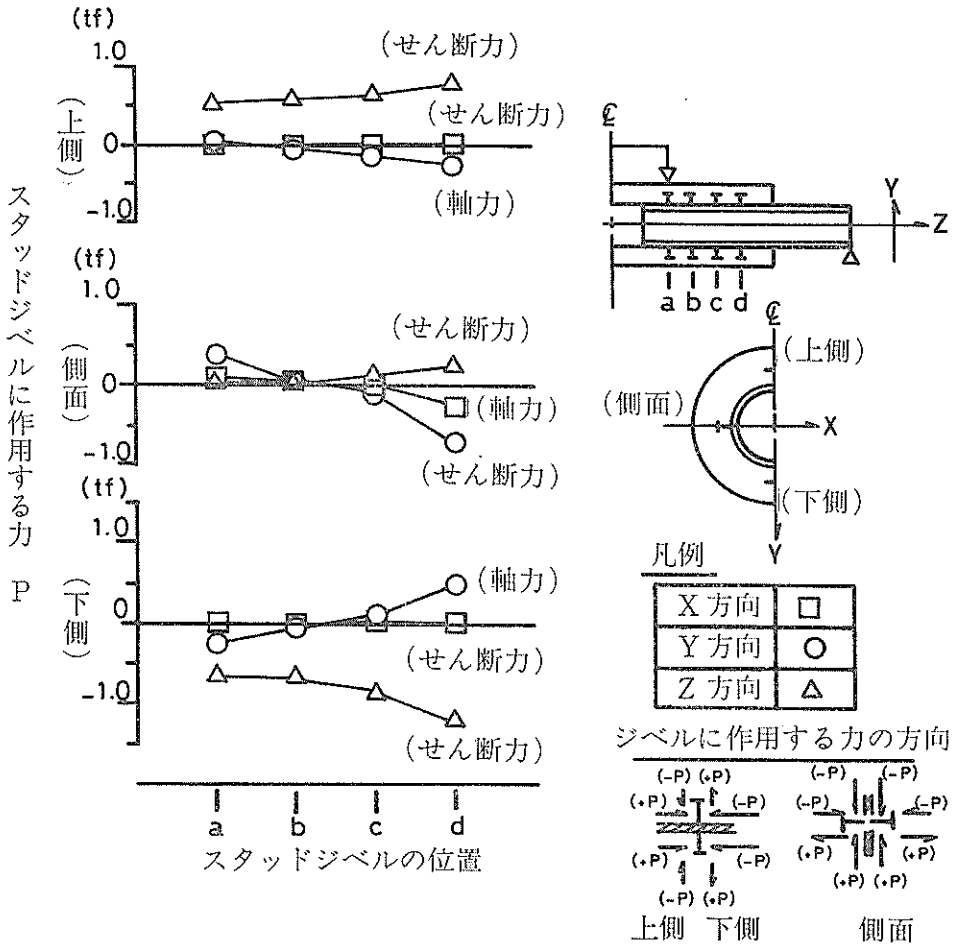 スタッドジベルに作用する力 P
(tf)
1.0
0
-1.0
(上側)
(せん断力)
(せん断力)
(軸力)
(tf)
1.0
0
-1.0
(側面)
(せん断力)
(軸力)
(せん断力)
(tf)
1.0
0
-1.0
(下側)
(軸力)
(せん断力)
(せん断力)
a b c d
スタッドジベルの位置
℄
Y
Z
a b c d
℄
(上側)
(側面)
X
(下側)
Y
凡例
X 方向 □
Y 方向 ○
Z 方向 △
ジベルに作用する力の方向
(-P) (+P)
(+P) (-P)
(+P) (-P)
(-P) (+P)
上側 下側
(-P) (-P)
(-P) (-P)
(+P) (+P)
(+P) (+P)
側面